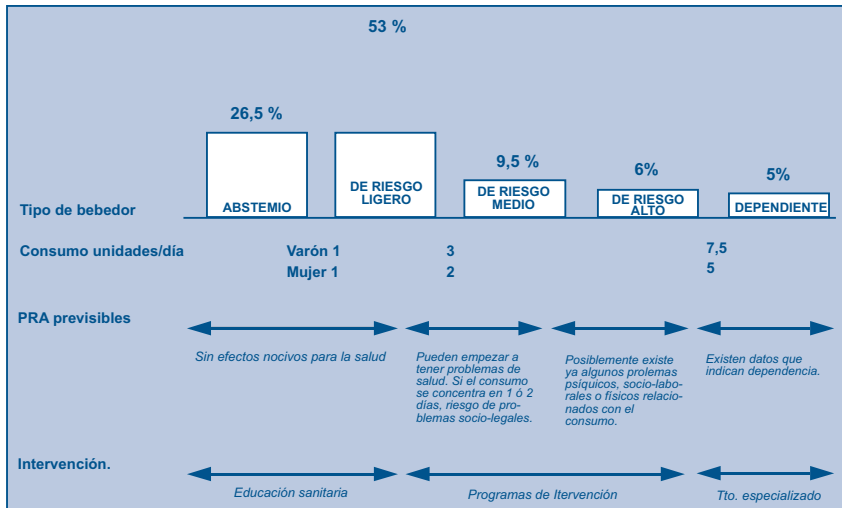 53 %
26,5 %
9,5 %
6%
5%
Tipo de bebedor
ABSTEMIO
DE RIESGO
LIGERO
DE RIESGO
MEDIO
DE RIESGO
ALTO
DEPENDIENTE
Consumo unidades/día
Varón 1
3
7,5
Mujer 1
2
5
PRA previsibles
Sin efectos nocivos para la salud
Pueden empezar a
tener problemas de
salud. Si el consumo
se concentra en 1 ó 2
días, riesgo de pro-
blemas socio-legales.
Posiblemente existe
ya algunos prolemas
psíquicos, socio-labo-
rales o físicos relacio-
nados con el
consumo.
Existen datos que
indican dependencia.
Intervención.
Educación sanitaria
Programas de Itervención
Tto. especializado